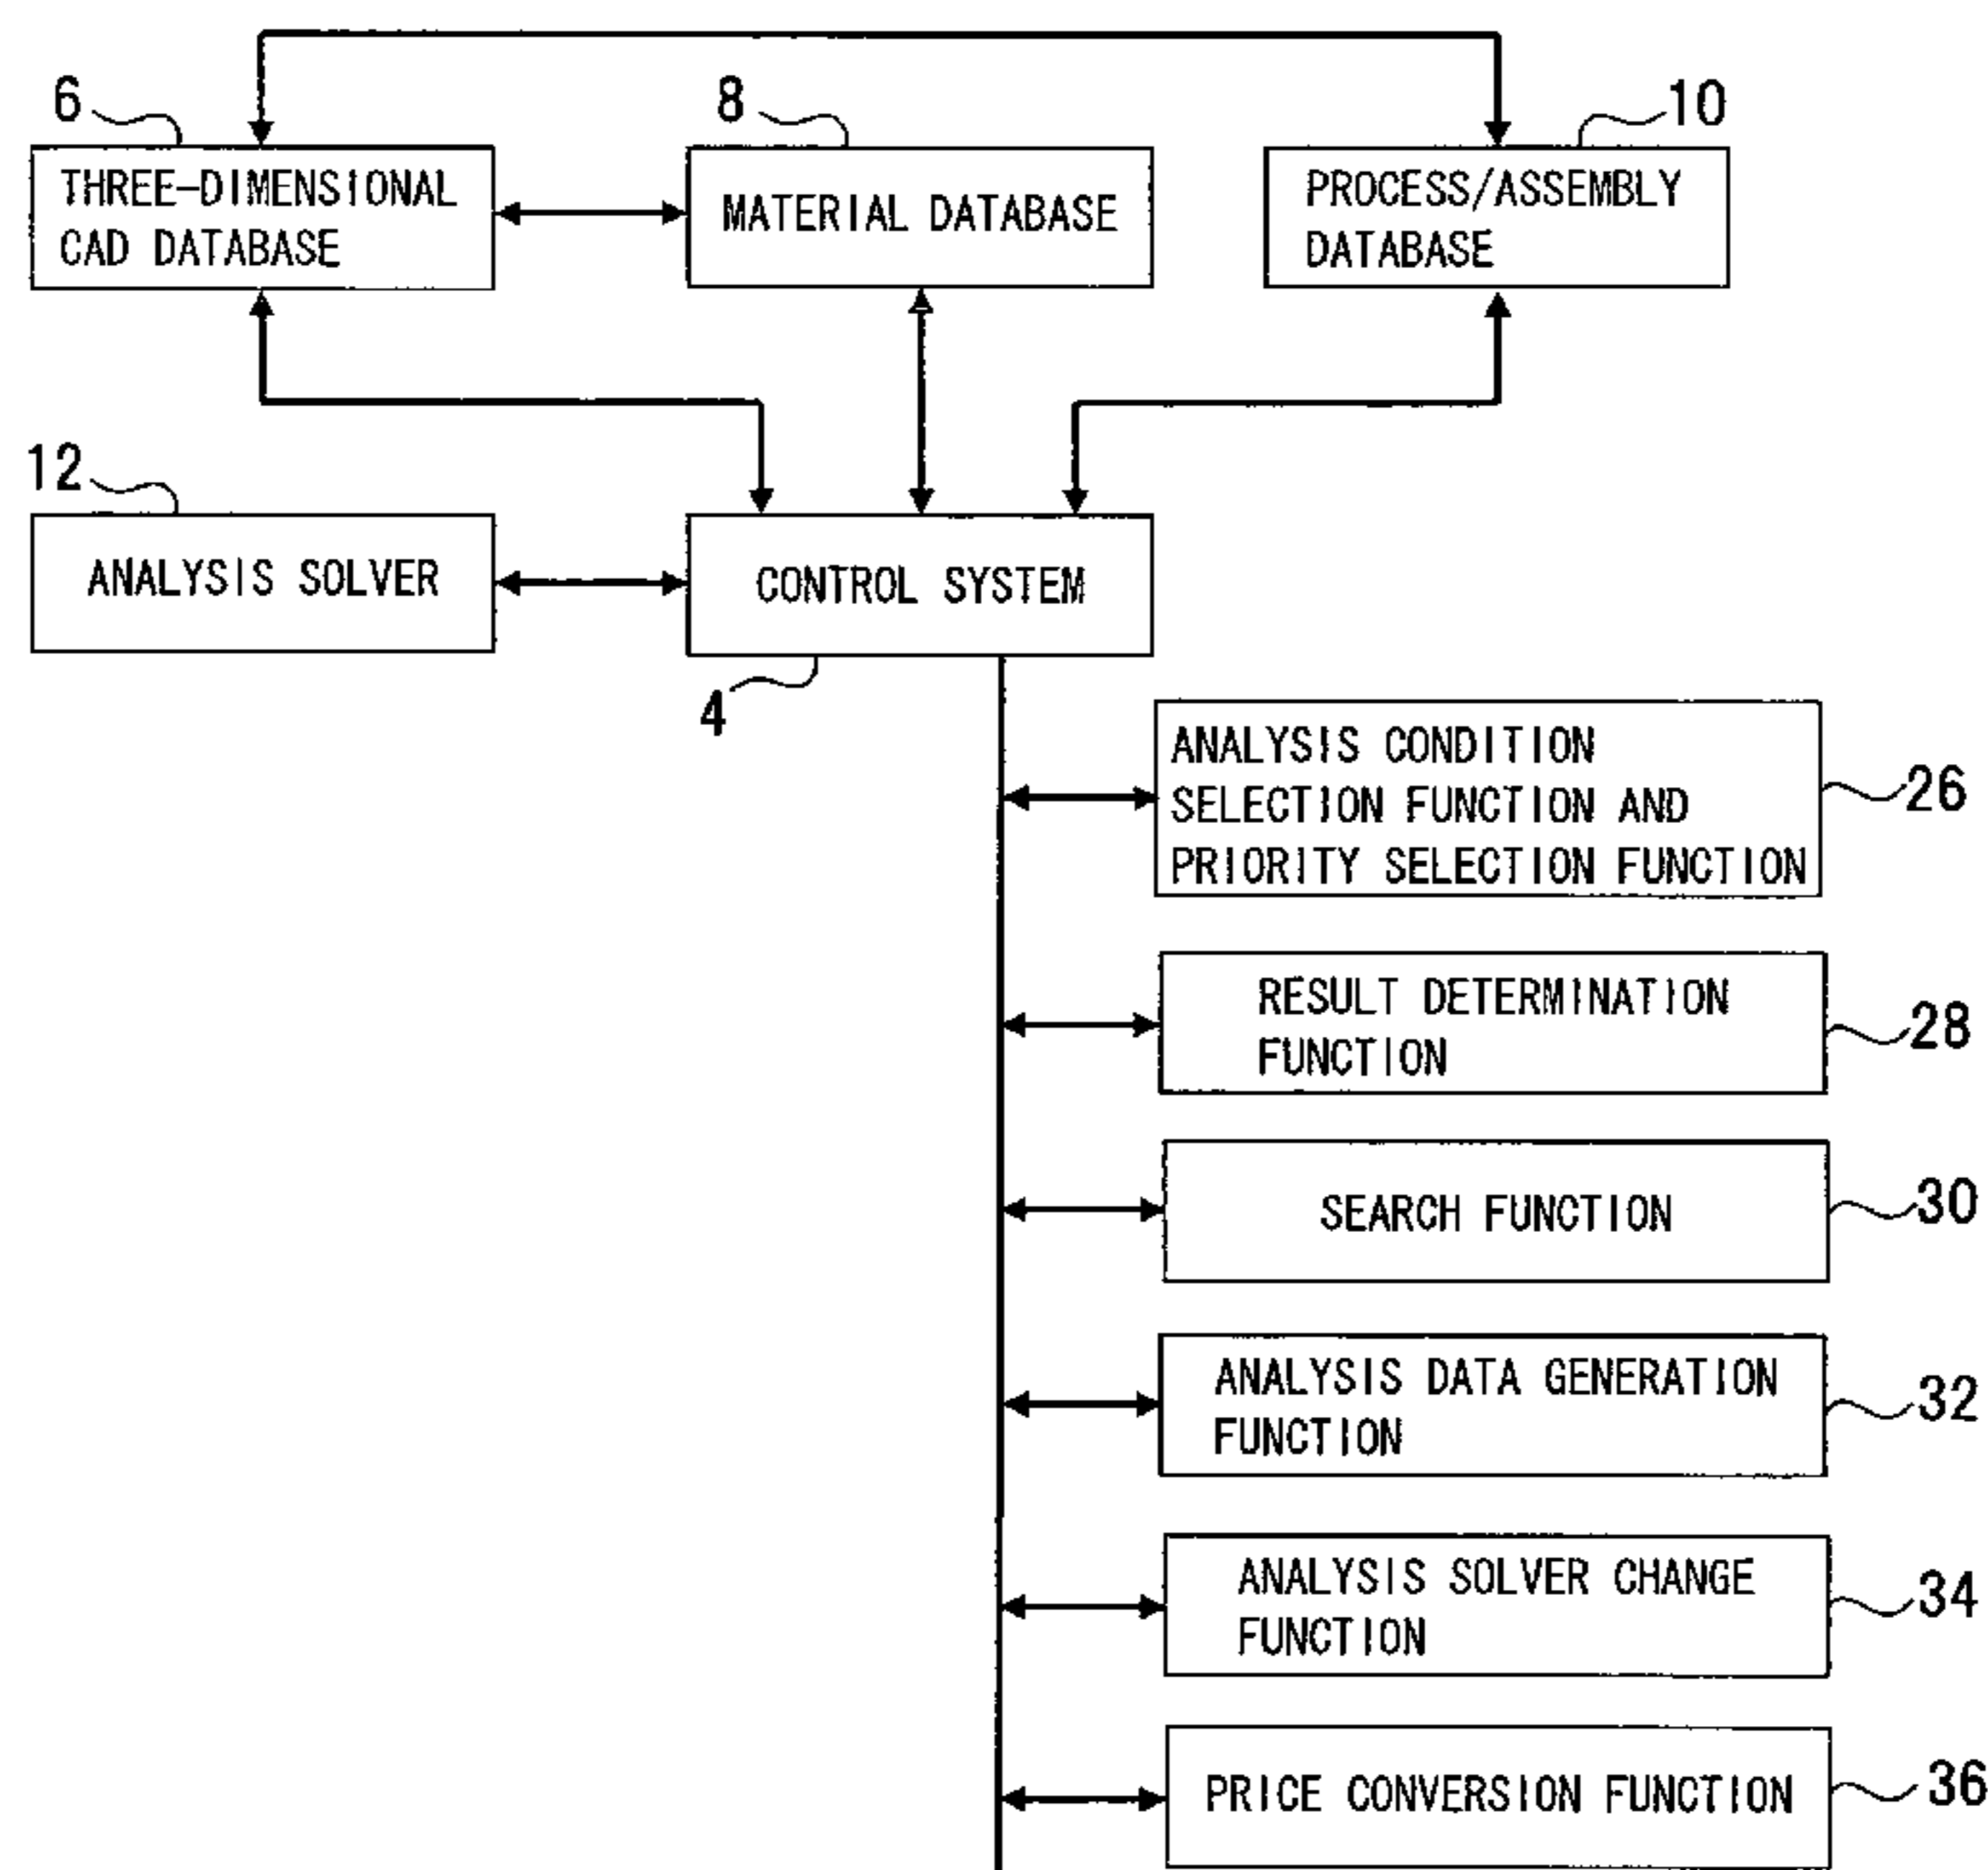 6
8
10
THREE-DIMENSIONAL
CAD DATABASE
MATERIAL DATABASE
PROCESS/ASSEMBLY
DATABASE
12
ANALYSIS SOLVER
CONTROL SYSTEM
4
ANALYSIS CONDITION
SELECTION FUNCTION AND
PRIORITY SELECTION FUNCTION
26
RESULT DETERMINATION
FUNCTION
28
SEARCH FUNCTION
30
ANALYSIS DATA GENERATION
FUNCTION
32
ANALYSIS SOLVER CHANGE
FUNCTION
34
PRICE CONVERSION FUNCTION
36